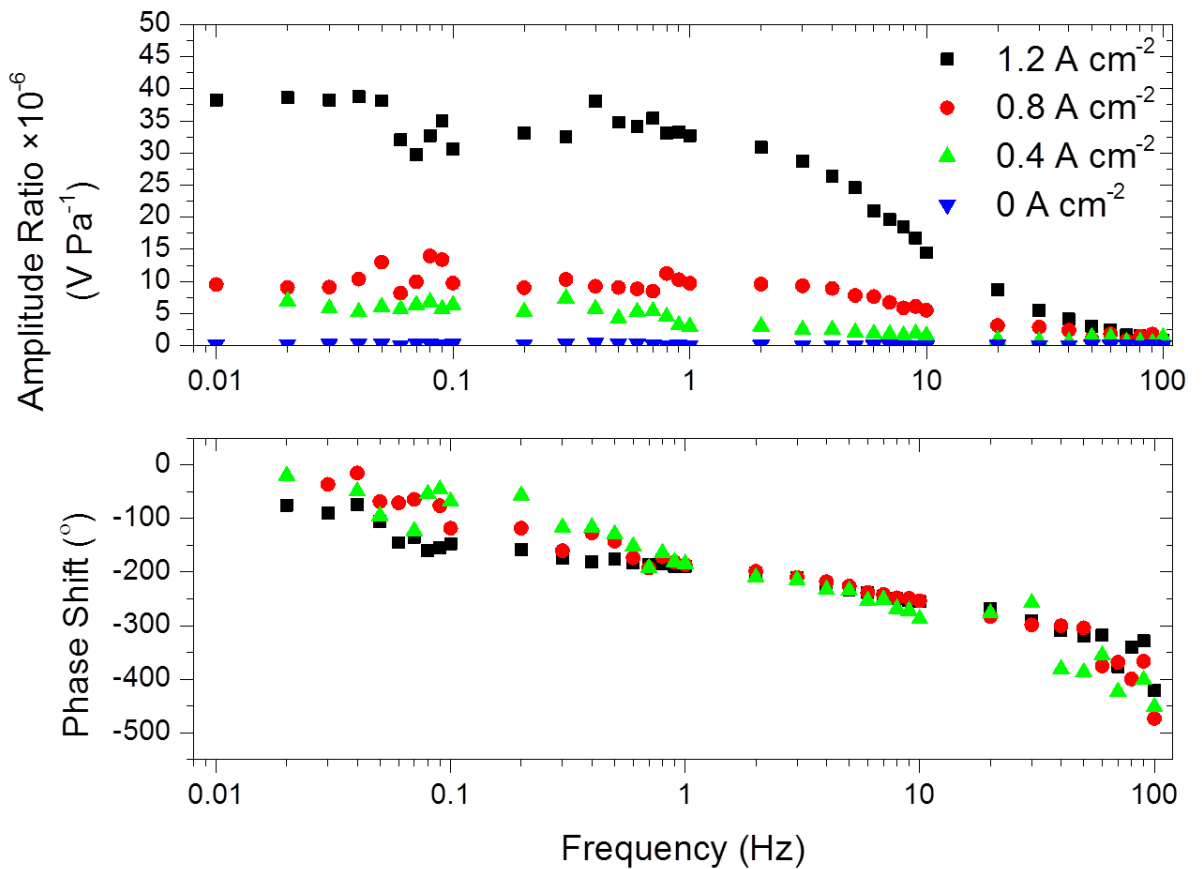 50
45
40
35
30
25
20
15
10
5
0
Amplitude Ratio ×10⁻⁶
(V Pa⁻¹)
1.2 A cm⁻²
0.8 A cm⁻²
0.4 A cm⁻²
0 A cm⁻²
0.01 0.1 1 10 100
0
-100
-200
-300
-400
-500
Phase Shift (º)
0.01 0.1 1 10 100
Frequency (Hz)